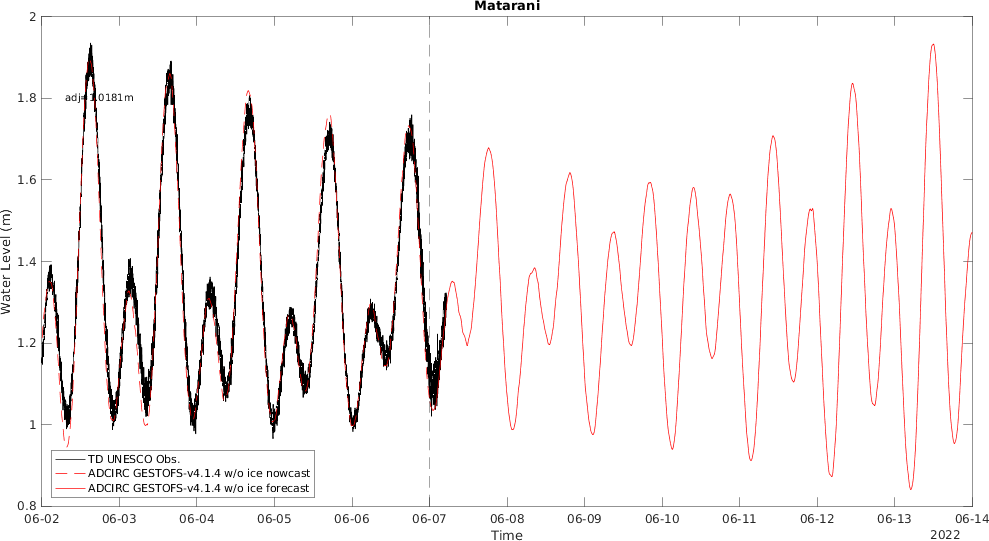 Matarani
2
1.8
1.6
1.4
1.2
1
0.8
Water Level (m)
adj=1.0181m
TD UNESCO Obs.
ADCIRC GESTOFS-v4.1.4 w/o ice nowcast
ADCIRC GESTOFS-v4.1.4 w/o ice forecast
06-02 06-03 06-04 06-05 06-06 06-07 06-08 06-09 06-10 06-11 06-12 06-13 06-14
Time
2022